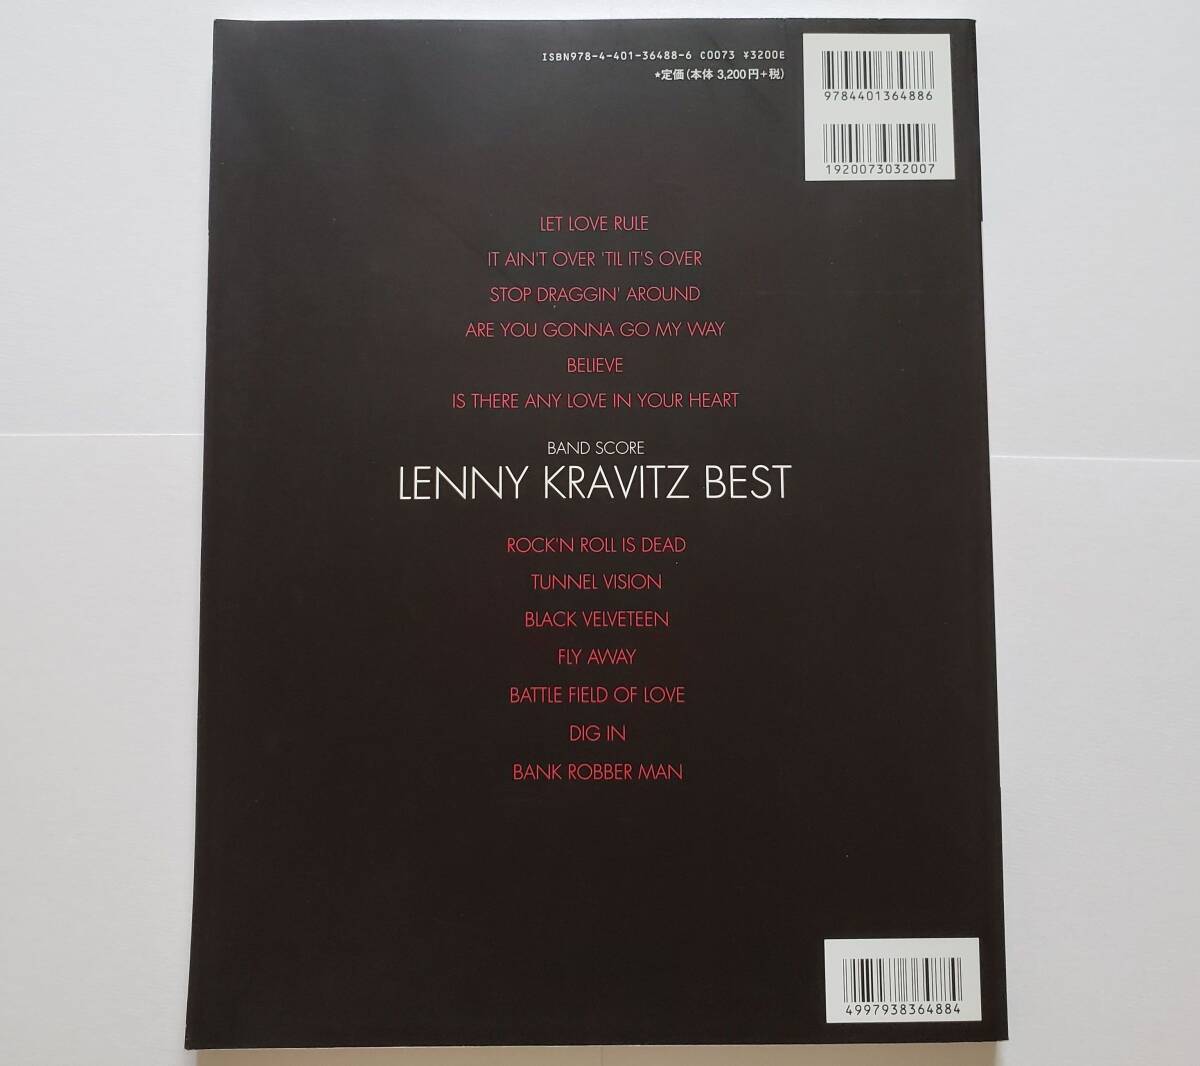 ISBN978-4-401-36488-6 C0073 ¥3200E
*定価(本体 3,200円+税)
9784401364886
1920073032007
LET LOVE RULE
IT AIN'T OVER 'TIL IT'S OVER
STOP DRAGGIN' AROUND
ARE YOU GONNA GO MY WAY
BELIEVE
IS THERE ANY LOVE IN YOUR HEART
BAND SCORE
LENNY KRAVITZ BEST
ROCK'N ROLL IS DEAD
TUNNEL VISION
BLACK VELVETEEN
FLY AWAY
BATTLE FIELD OF LOVE
DIG IN
BANK ROBBER MAN
4997938364884